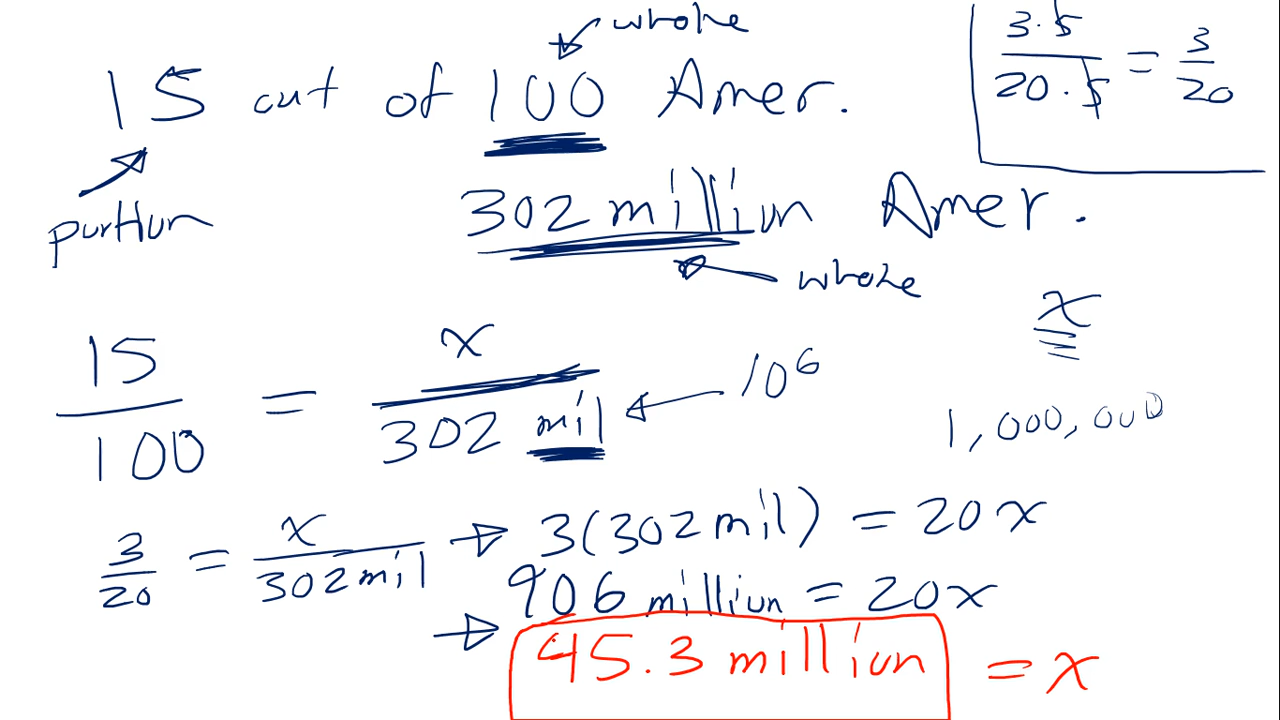 whole
15 out of 100 Amer.
3·5 / 20·5 = 3/20
portion
302 million Amer.
whole
x
15/100 = x / 302 mil
10^6
1,000,000
3/20 = x / 302 mil → 3(302 mil) = 20x
906 million = 20x
→ 45.3 million = x